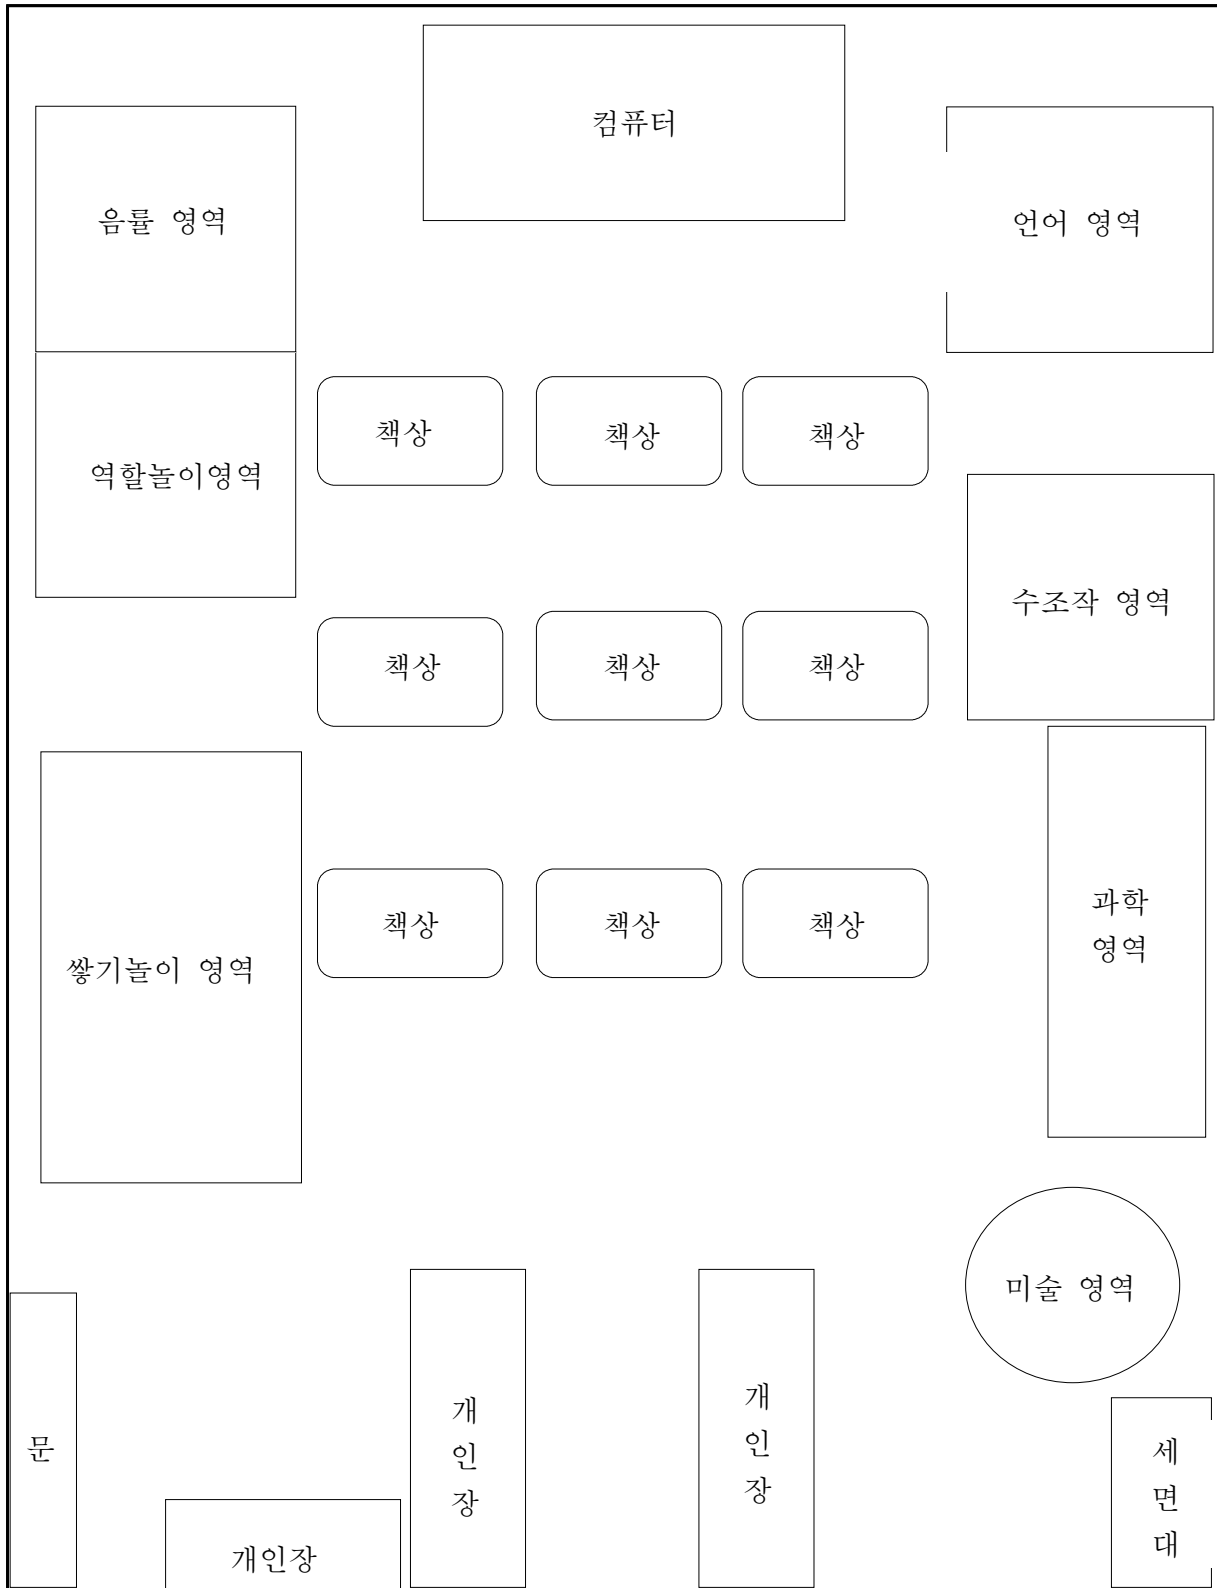 컴퓨터
음률 영역
언어 영역
책상
책상
책상
역할놀이영역
수조작 영역
책상
책상
책상
과학
영역
책상
책상
책상
쌓기놀이 영역
미술 영역
문
개
인
장
개
인
장
세
면
대
개인장